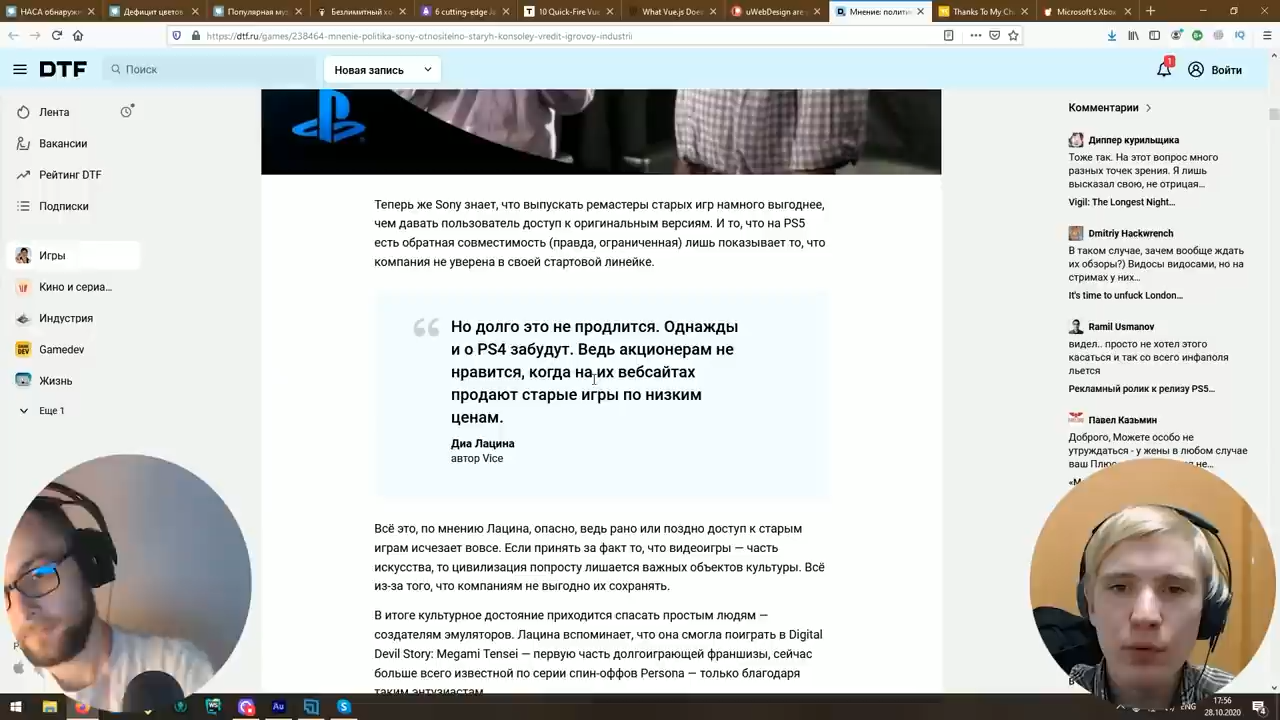 НАСА обнаружи
Дефицит цветов
Популярная муз
Безлимитный хо
6 cutting-edge Ja
10 Quick-Fire Vue
What Vue.js Does
uWebDesign are
Мнение: полити
Thanks To My Ch
Microsoft's Xbox
https://dtf.ru/games/238464-mnenie-politika-sony-otnositelno-staryh-konsoley-vredit-igrovoy-industrii
DTF
Поиск
Новая запись
1
Войти
Лента
Вакансии
Рейтинг DTF
Подписки
Игры
Кино и сериа...
Индустрия
Gamedev
Жизнь
Еще 1
Теперь же Sony знает, что выпускать ремастеры старых игр намного выгоднее,
чем давать пользователь доступ к оригинальным версиям. И то, что на PS5
есть обратная совместимость (правда, ограниченная) лишь показывает то, что
компания не уверена в своей стартовой линейке.
Но долго это не продлится. Однажды
и о PS4 забудут. Ведь акционерам не
нравится, когда на их вебсайтах
продают старые игры по низким
ценам.
Диа Лацина
автор Vice
Всё это, по мнению Лацина, опасно, ведь рано или поздно доступ к старым
играм исчезает вовсе. Если принять за факт то, что видеоигры — часть
искусства, то цивилизация попросту лишается важных объектов культуры. Всё
из-за того, что компаниям не выгодно их сохранять.
В итоге культурное достояние приходится спасать простым людям —
создателям эмуляторов. Лацина вспоминает, что она смогла поиграть в Digital
Devil Story: Megami Tensei — первую часть долгоиграющей франшизы, сейчас
больше всего известной по серии спин-оффов Persona — только благодаря
таким энтузиастам.
Комментарии
Диппер курильщика
Тоже так. На этот вопрос много
разных точек зрения. Я лишь
высказал свою, не отрицая...
Vigil: The Longest Night...
Dmitriy Hackwrench
В таком случае, зачем вообще ждать
их обзоры?) Видосы видосами, но на
стримах у них...
It's time to unfuck London...
Ramil Usmanov
видел.. просто не хотел этого
касаться и так со всего инфаполя
льется
Рекламный ролик к релизу PS5...
Павел Казьмин
Доброго, Можете особо не
утруждаться - у жены в любом случае
ваш Плюс
ENG
17:56
28.10.2020
4